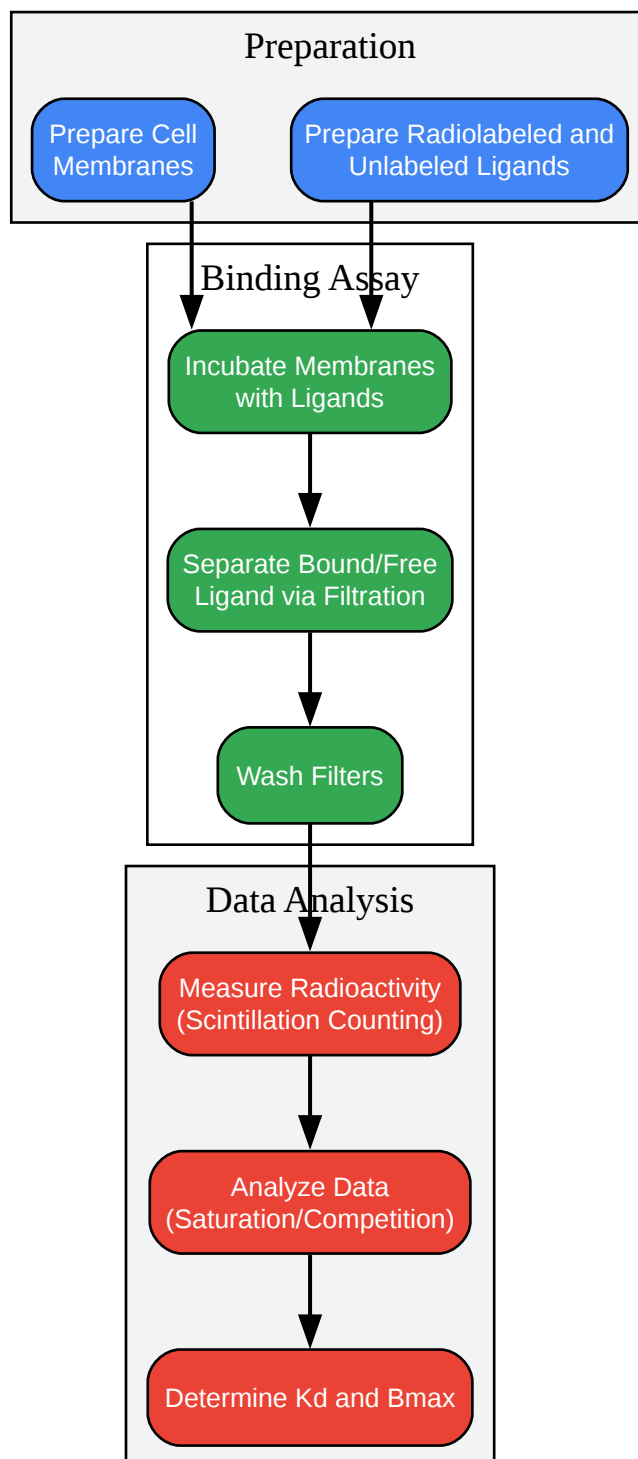 Preparation
Prepare Cell
Membranes
Prepare Radiolabeled and
Unlabeled Ligands
Binding Assay
Incubate Membranes
with Ligands
Separate Bound/Free
Ligand via Filtration
Wash Filters
Data Analysis
Measure Radioactivity
(Scintillation Counting)
Analyze Data
(Saturation/Competition)
Determine Kd and Bmax